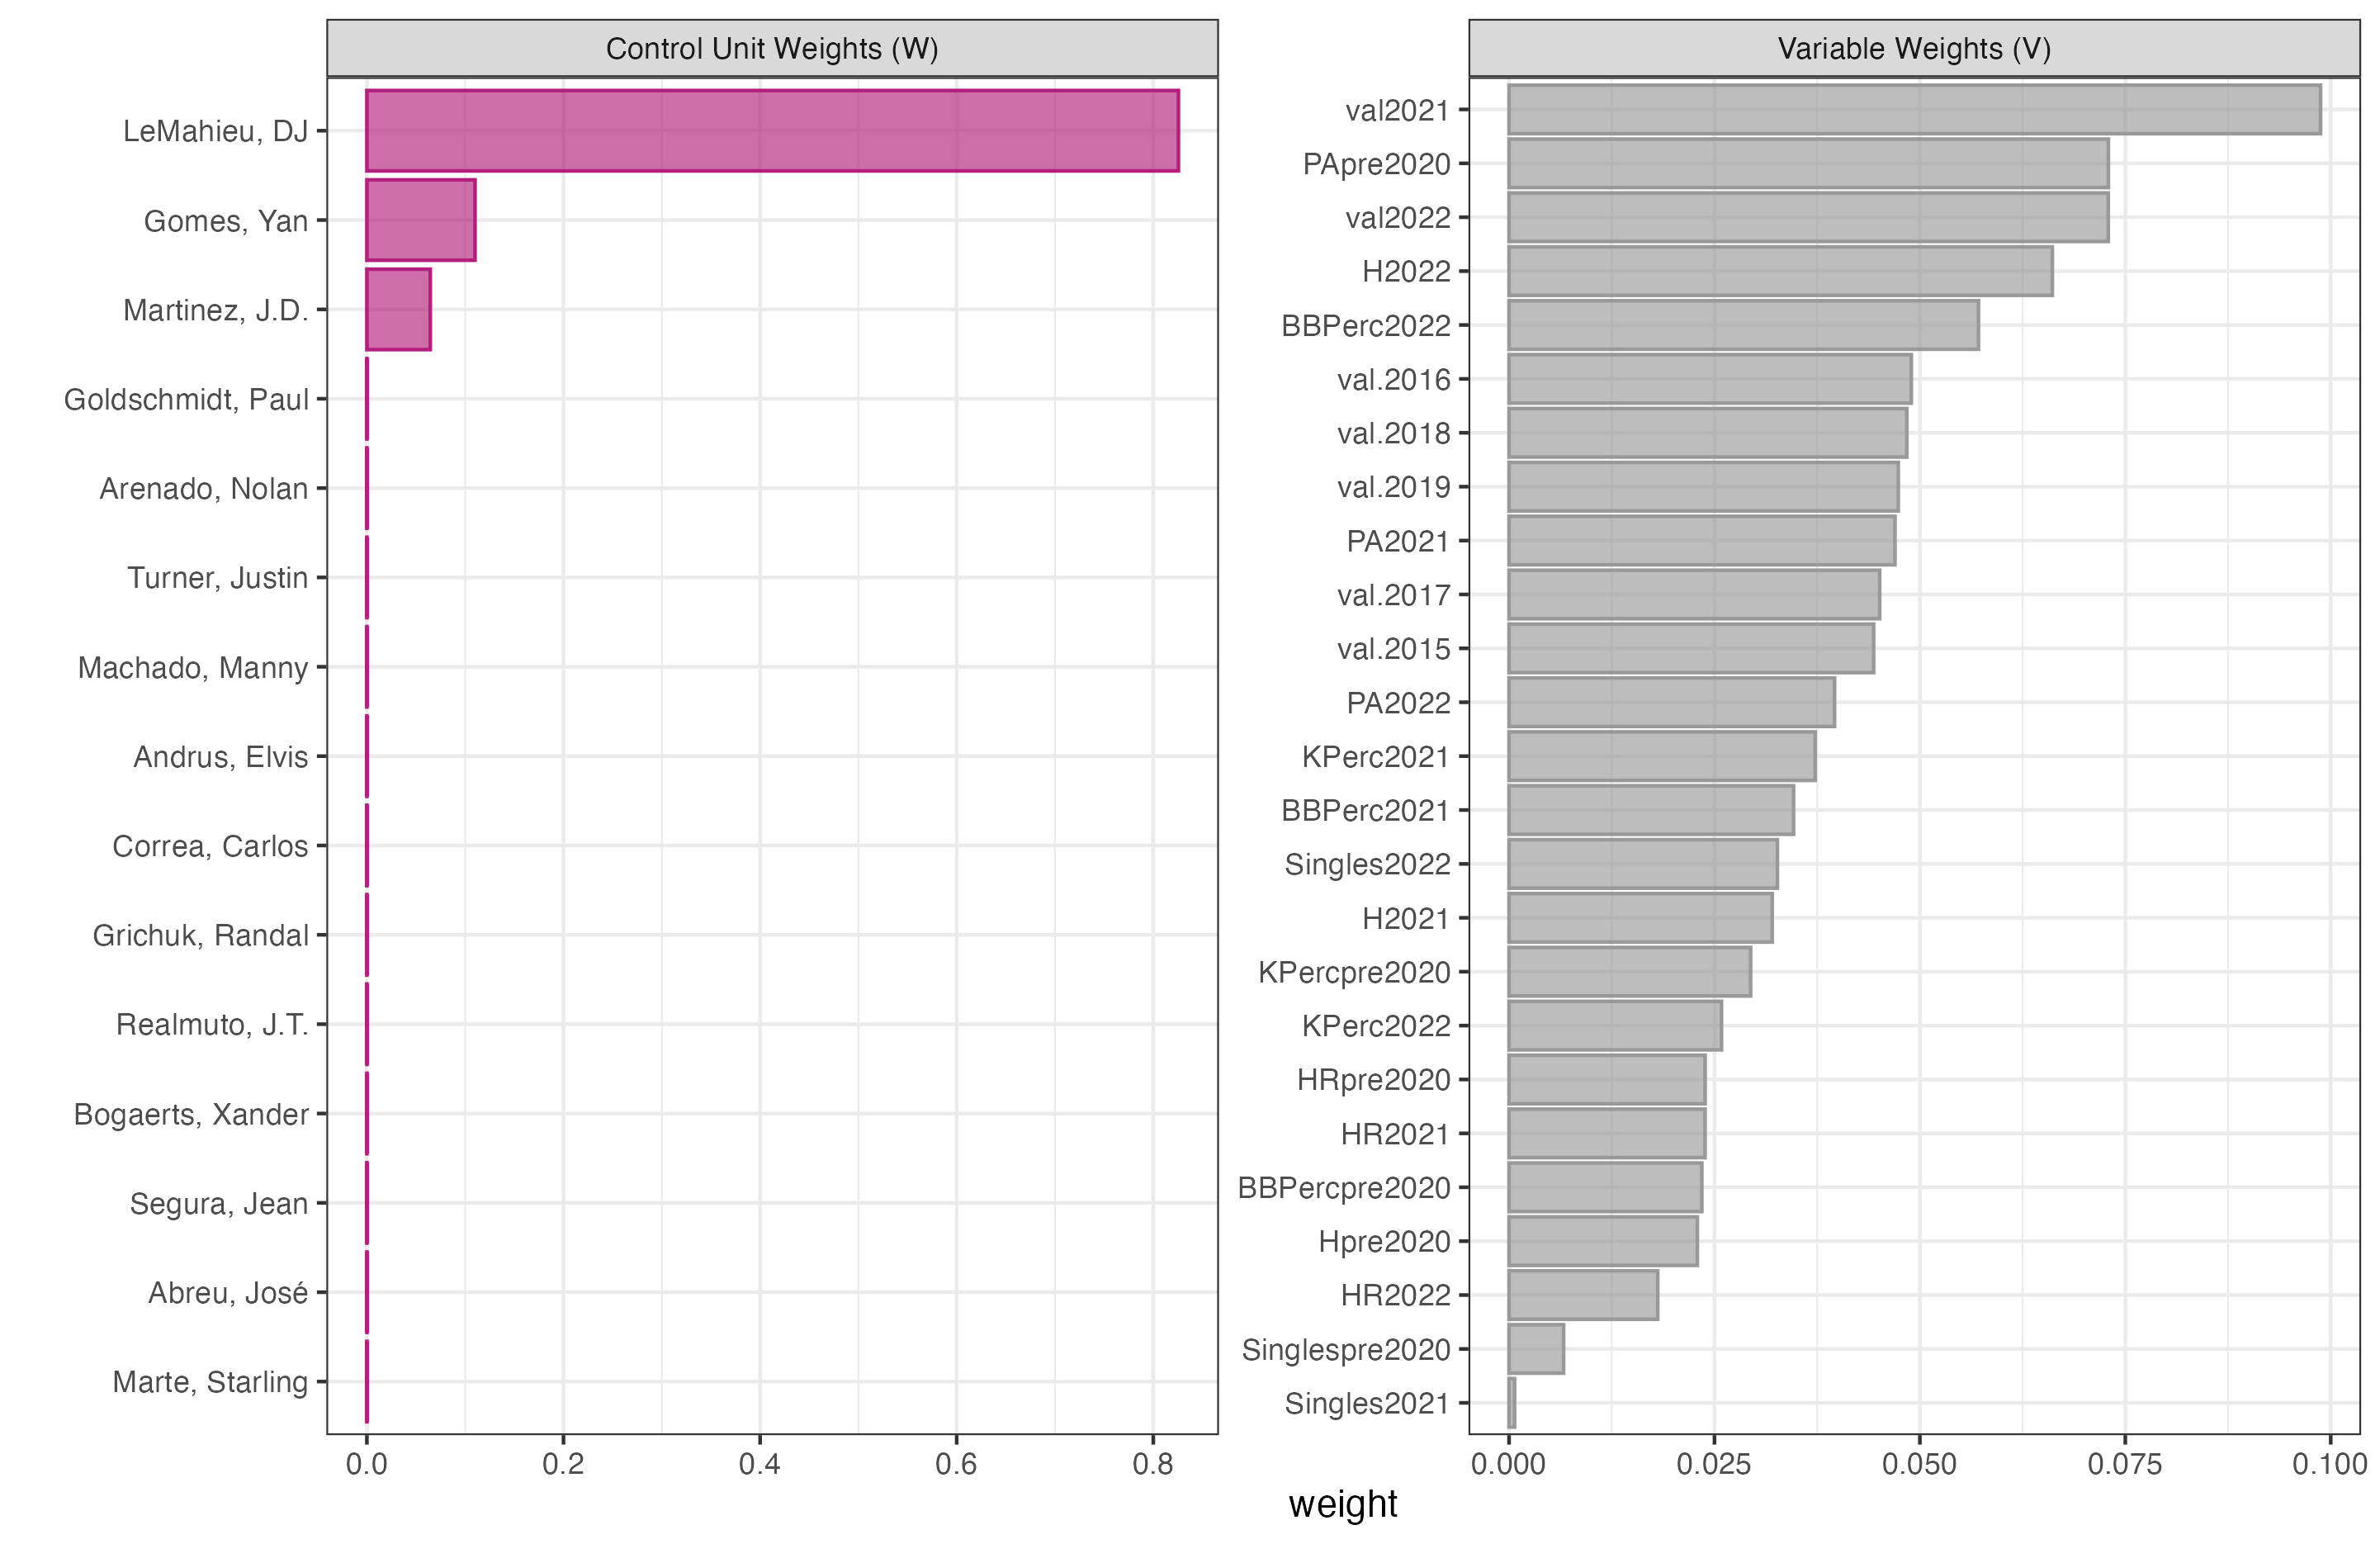 Control Unit Weights (W)
LeMahieu, DJ
Gomes, Yan
Martinez, J.D.
Goldschmidt, Paul
Arenado, Nolan
Turner, Justin
Machado, Manny
Andrus, Elvis
Correa, Carlos
Grichuk, Randal
Realmuto, J.T.
Bogaerts, Xander
Segura, Jean
Abreu, José
Marte, Starling
0.0 0.2 0.4 0.6 0.8
Variable Weights (V)
val2021
PApre2020
val2022
H2022
BBPerc2022
val.2016
val.2018
val.2019
PA2021
val.2017
val.2015
PA2022
KPerc2021
BBPerc2021
Singles2022
H2021
KPercpre2020
KPerc2022
HRpre2020
HR2021
BBPercpre2020
Hpre2020
HR2022
Singlespre2020
Singles2021
0.000 0.025 0.050 0.075 0.100
weight